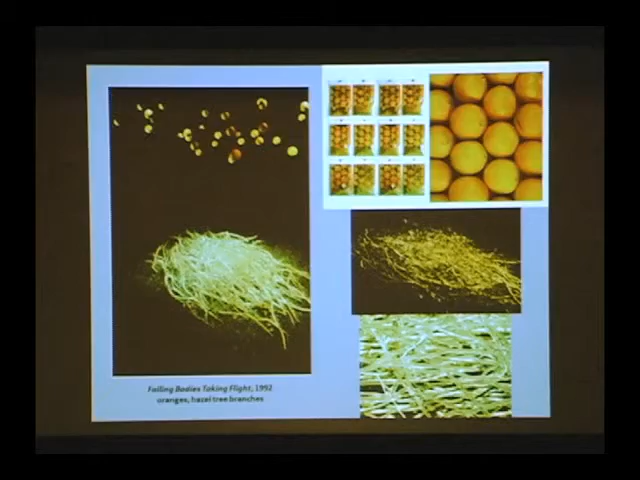 Falling Bodies Taking Flight, 1992
oranges, hazel tree branches